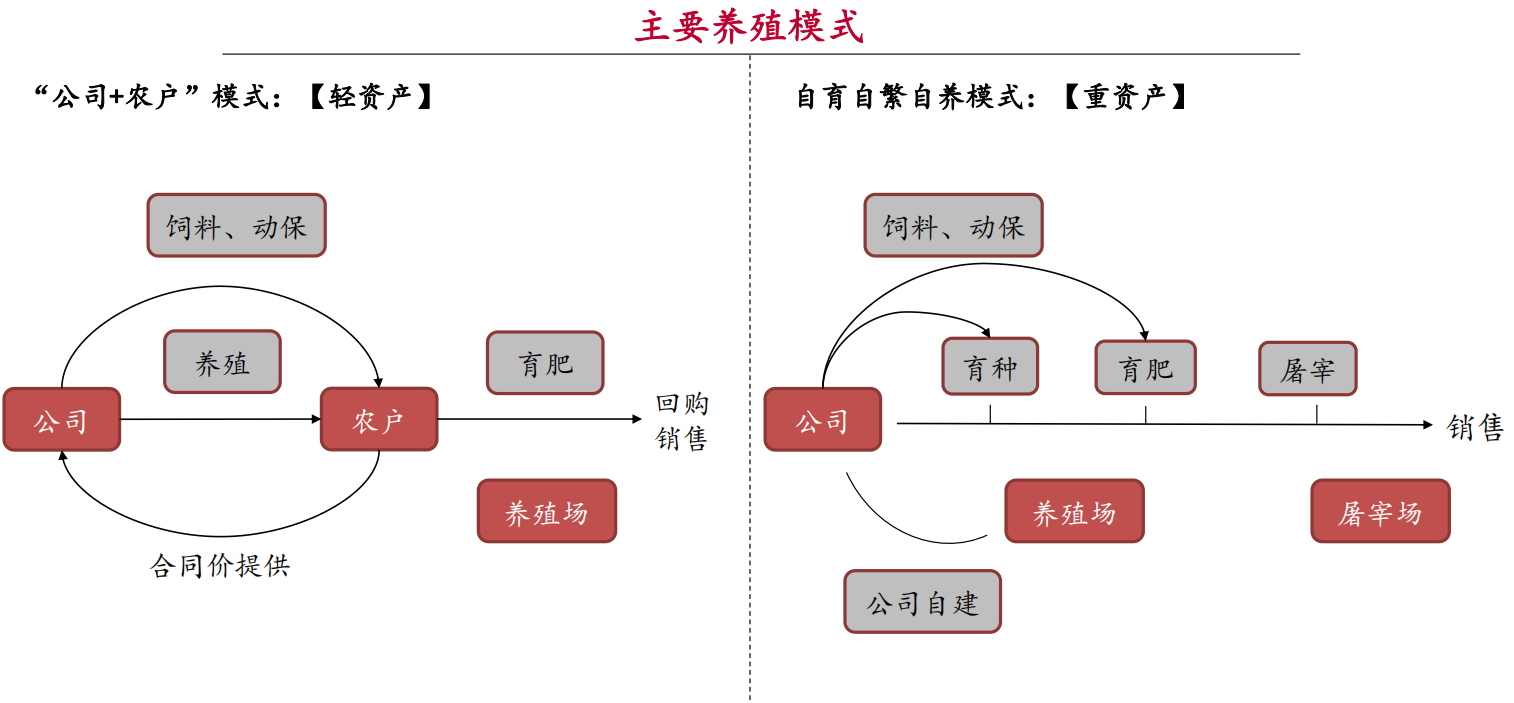 主要养殖模式
“公司+农户”模式：【轻资产】
饲料、动保
养殖
育肥
公司
农户
回购
销售
养殖场
合同价提供
自育自繁自养模式：【重资产】
饲料、动保
育种
育肥
屠宰
公司
销售
养殖场
屠宰场
公司自建